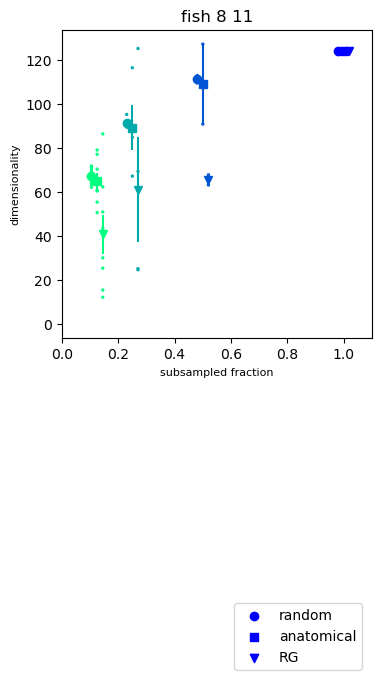 fish 8 11
dimensionality
120
100
80
60
40
20
0
0.0 0.2 0.4 0.6 0.8 1.0
subsampled fraction
random
anatomical
RG